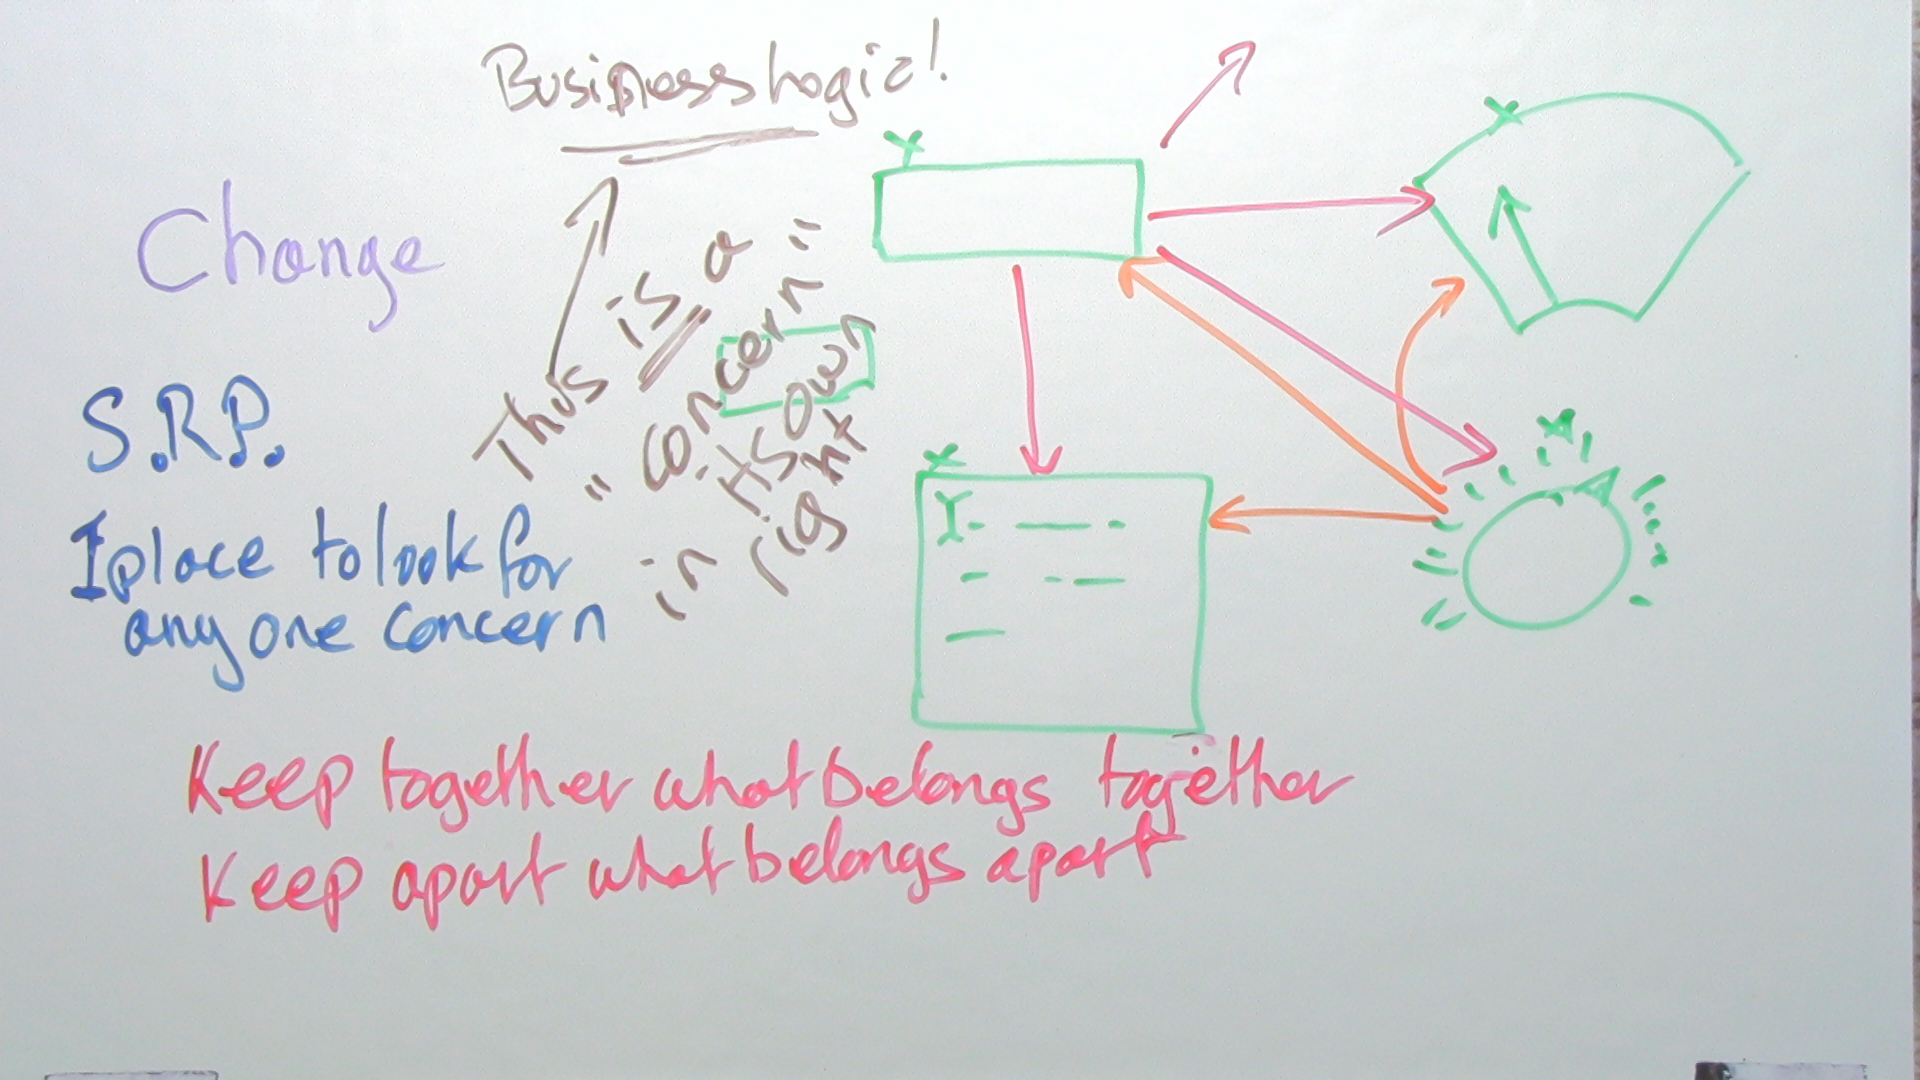 Business Logic!
Change
This is a
"concern"
in its own
right
S.R.P.
1 place to look for
any one concern
Keep together what belongs together
Keep apart what belongs apart